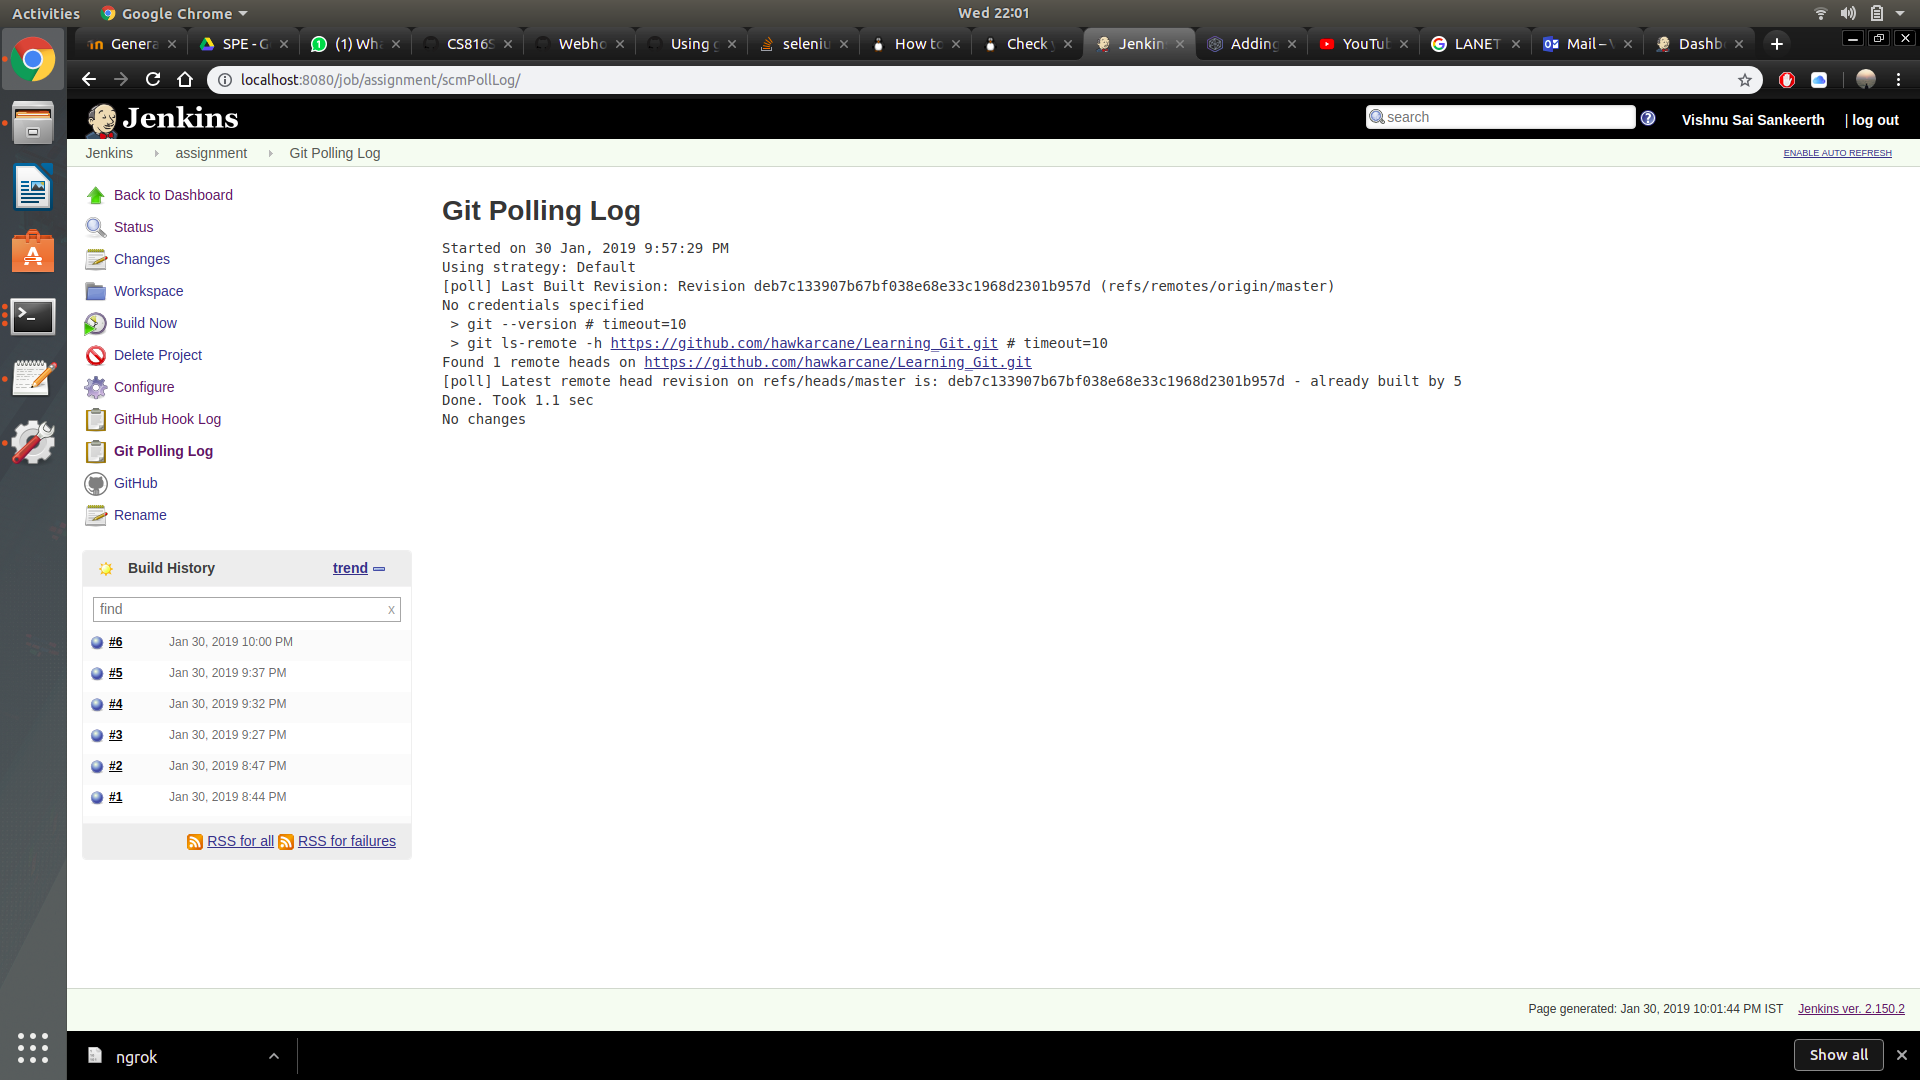 Activities
Google Chrome
Wed 22:01
Genera
SPE - G
(1) Wha
CS816S
Webho
Using g
seleniu
How to
Check y
Jenkins
Adding
YouTub
LANET
Mail – V
Dashb
localhost:8080/job/assignment/scmPollLog/
Jenkins
search
Vishnu Sai Sankeerth
| log out
Jenkins
assignment
Git Polling Log
ENABLE AUTO REFRESH
Back to Dashboard
Status
Changes
Workspace
Build Now
Delete Project
Configure
GitHub Hook Log
Git Polling Log
GitHub
Rename
Build History
trend
find
x
#6 Jan 30, 2019 10:00 PM
#5 Jan 30, 2019 9:37 PM
#4 Jan 30, 2019 9:32 PM
#3 Jan 30, 2019 9:27 PM
#2 Jan 30, 2019 8:47 PM
#1 Jan 30, 2019 8:44 PM
RSS for all RSS for failures
Git Polling Log
Started on 30 Jan, 2019 9:57:29 PM
Using strategy: Default
[poll] Last Built Revision: Revision deb7c133907b67bf038e68e33c1968d2301b957d (refs/remotes/origin/master)
No credentials specified
> git --version # timeout=10
> git ls-remote -h https://github.com/hawkarcane/Learning_Git.git # timeout=10
Found 1 remote heads on https://github.com/hawkarcane/Learning_Git.git
[poll] Latest remote head revision on refs/heads/master is: deb7c133907b67bf038e68e33c1968d2301b957d - already built by 5
Done. Took 1.1 sec
No changes
Page generated: Jan 30, 2019 10:01:44 PM IST
Jenkins ver. 2.150.2
ngrok
Show all